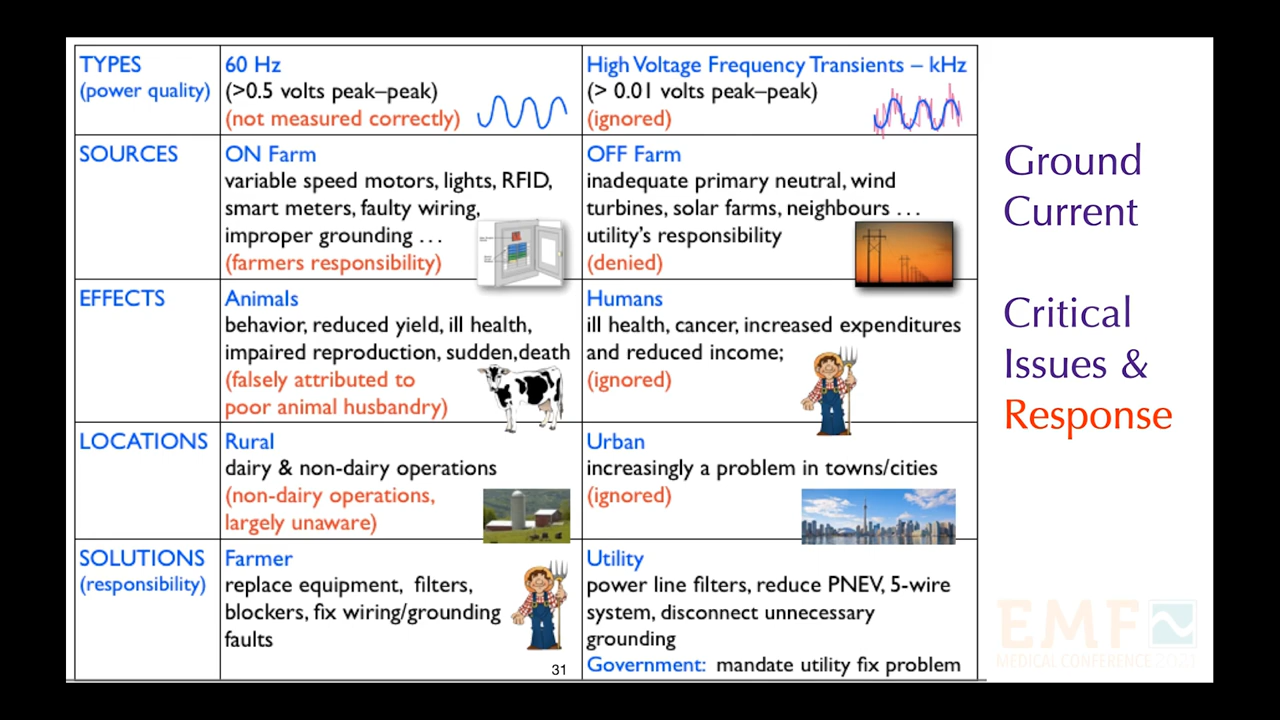 TYPES
(power quality)
60 Hz
(>0.5 volts peak–peak)
(not measured correctly)
High Voltage Frequency Transients – kHz
(> 0.01 volts peak–peak)
(ignored)
SOURCES
ON Farm
variable speed motors, lights, RFID,
smart meters, faulty wiring,
improper grounding …
(farmers responsibility)
OFF Farm
inadequate primary neutral, wind
turbines, solar farms, neighbours …
utility's responsibility
(denied)
EFFECTS
Animals
behavior, reduced yield, ill health,
impaired reproduction, sudden,death
(falsely attributed to
poor animal husbandry)
Humans
ill health, cancer, increased expenditures
and reduced income;
(ignored)
LOCATIONS
Rural
dairy & non-dairy operations
(non-dairy operations,
largely unaware)
Urban
increasingly a problem in towns/cities
(ignored)
SOLUTIONS
(responsibility)
Farmer
replace equipment, filters,
blockers, fix wiring/grounding
faults
Utility
power line filters, reduce PNEV, 5-wire
system, disconnect unnecessary
grounding
Government: mandate utility fix problem
31
Ground
Current
Critical
Issues &
Response
EMF
MEDICAL CONFERENCE 2021